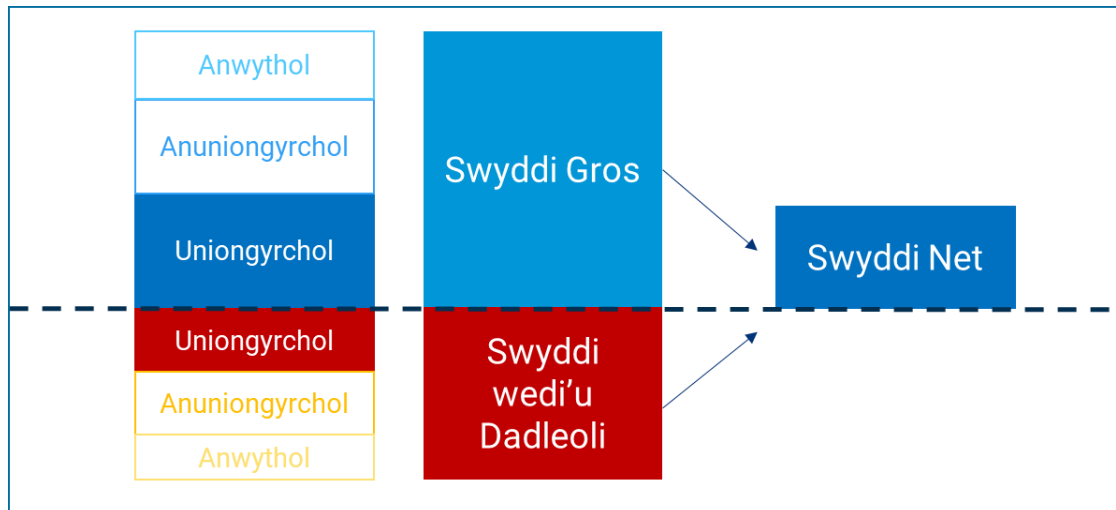 Anwythol
Anuniongyrchol
Uniongyrchol
Uniongyrchol
Anuniongyrchol
Anwythol
Swyddi Gros
Swyddi
wedi’u
Dadleoli
Swyddi Net